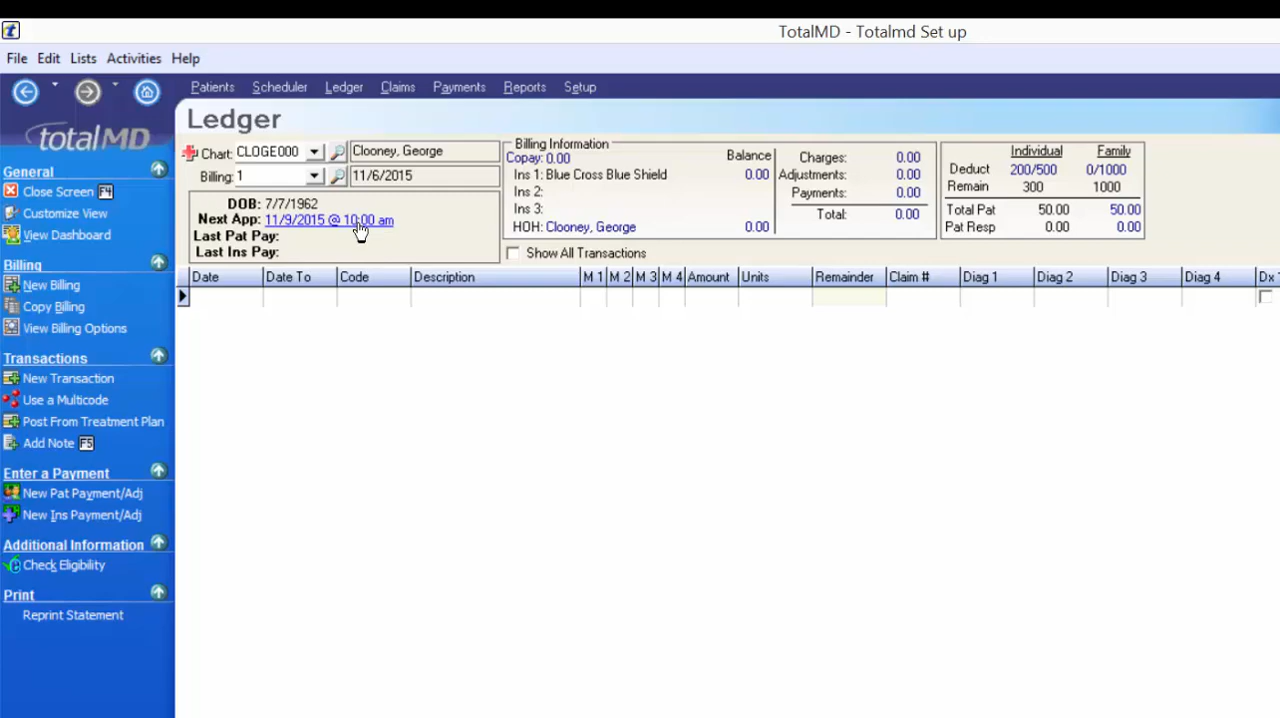 TotalMD - Totalmd Set up
File Edit Lists Activities Help
Patients Scheduler Ledger Claims Payments Reports Setup
totalMD
Ledger
Chart: CLOGE000 Clooney, George
Billing: 1 11/6/2015
DOB: 7/7/1962
Next App: 11/9/2015 @ 10:00 am
Last Pat Pay:
Last Ins Pay:
Billing Information
Copay: 0.00 Balance
Ins 1: Blue Cross Blue Shield 0.00
Ins 2:
Ins 3:
HOH: Clooney, George 0.00
Charges: 0.00
Adjustments: 0.00
Payments: 0.00
Total: 0.00
Individual Family
Deduct 200/500 0/1000
Remain 300 1000
Total Pat 50.00 50.00
Pat Resp 0.00 0.00
Show All Transactions
Date Date To Code Description M 1 M 2 M 3 M 4 Amount Units Remainder Claim # Diag 1 Diag 2 Diag 3 Diag 4 Dx
General
Close Screen F4
Customize View
View Dashboard
Billing
New Billing
Copy Billing
View Billing Options
Transactions
New Transaction
Use a Multicode
Post From Treatment Plan
Add Note F5
Enter a Payment
New Pat Payment/Adj
New Ins Payment/Adj
Additional Information
Check Eligibility
Print
Reprint Statement